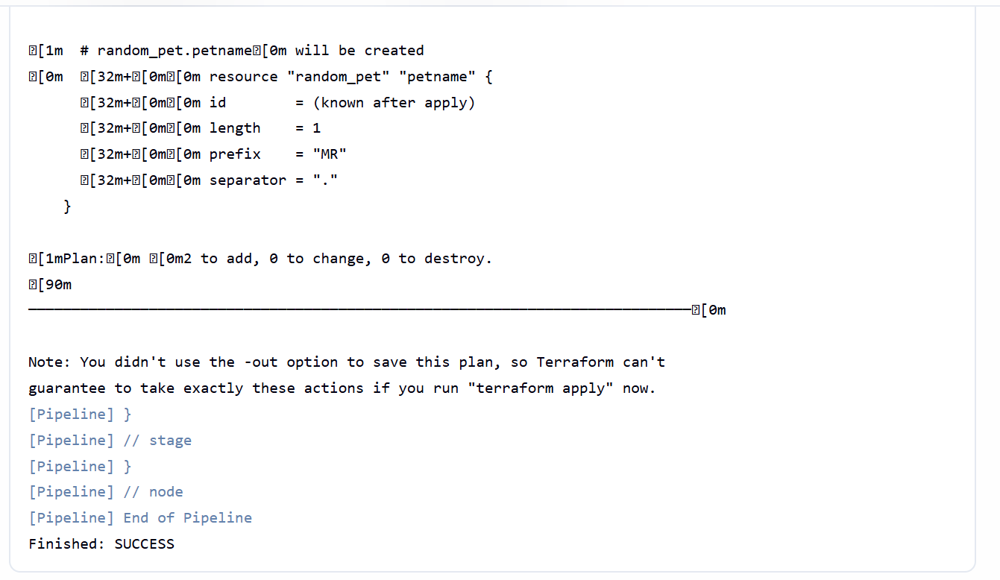 ␛[1m  # random_pet.petname␛[0m will be created
␛[0m  ␛[32m+␛[0m␛[0m resource "random_pet" "petname" {
      ␛[32m+␛[0m␛[0m id        = (known after apply)
      ␛[32m+␛[0m␛[0m length    = 1
      ␛[32m+␛[0m␛[0m prefix    = "MR"
      ␛[32m+␛[0m␛[0m separator = "."
    }
␛[1mPlan:␛[0m ␛[0m2 to add, 0 to change, 0 to destroy.
␛[90m
─────────────────────────────────────────────────────────────────────────────␛[0m
Note: You didn't use the -out option to save this plan, so Terraform can't
guarantee to take exactly these actions if you run "terraform apply" now.
[Pipeline] }
[Pipeline] // stage
[Pipeline] }
[Pipeline] // node
[Pipeline] End of Pipeline
Finished: SUCCESS